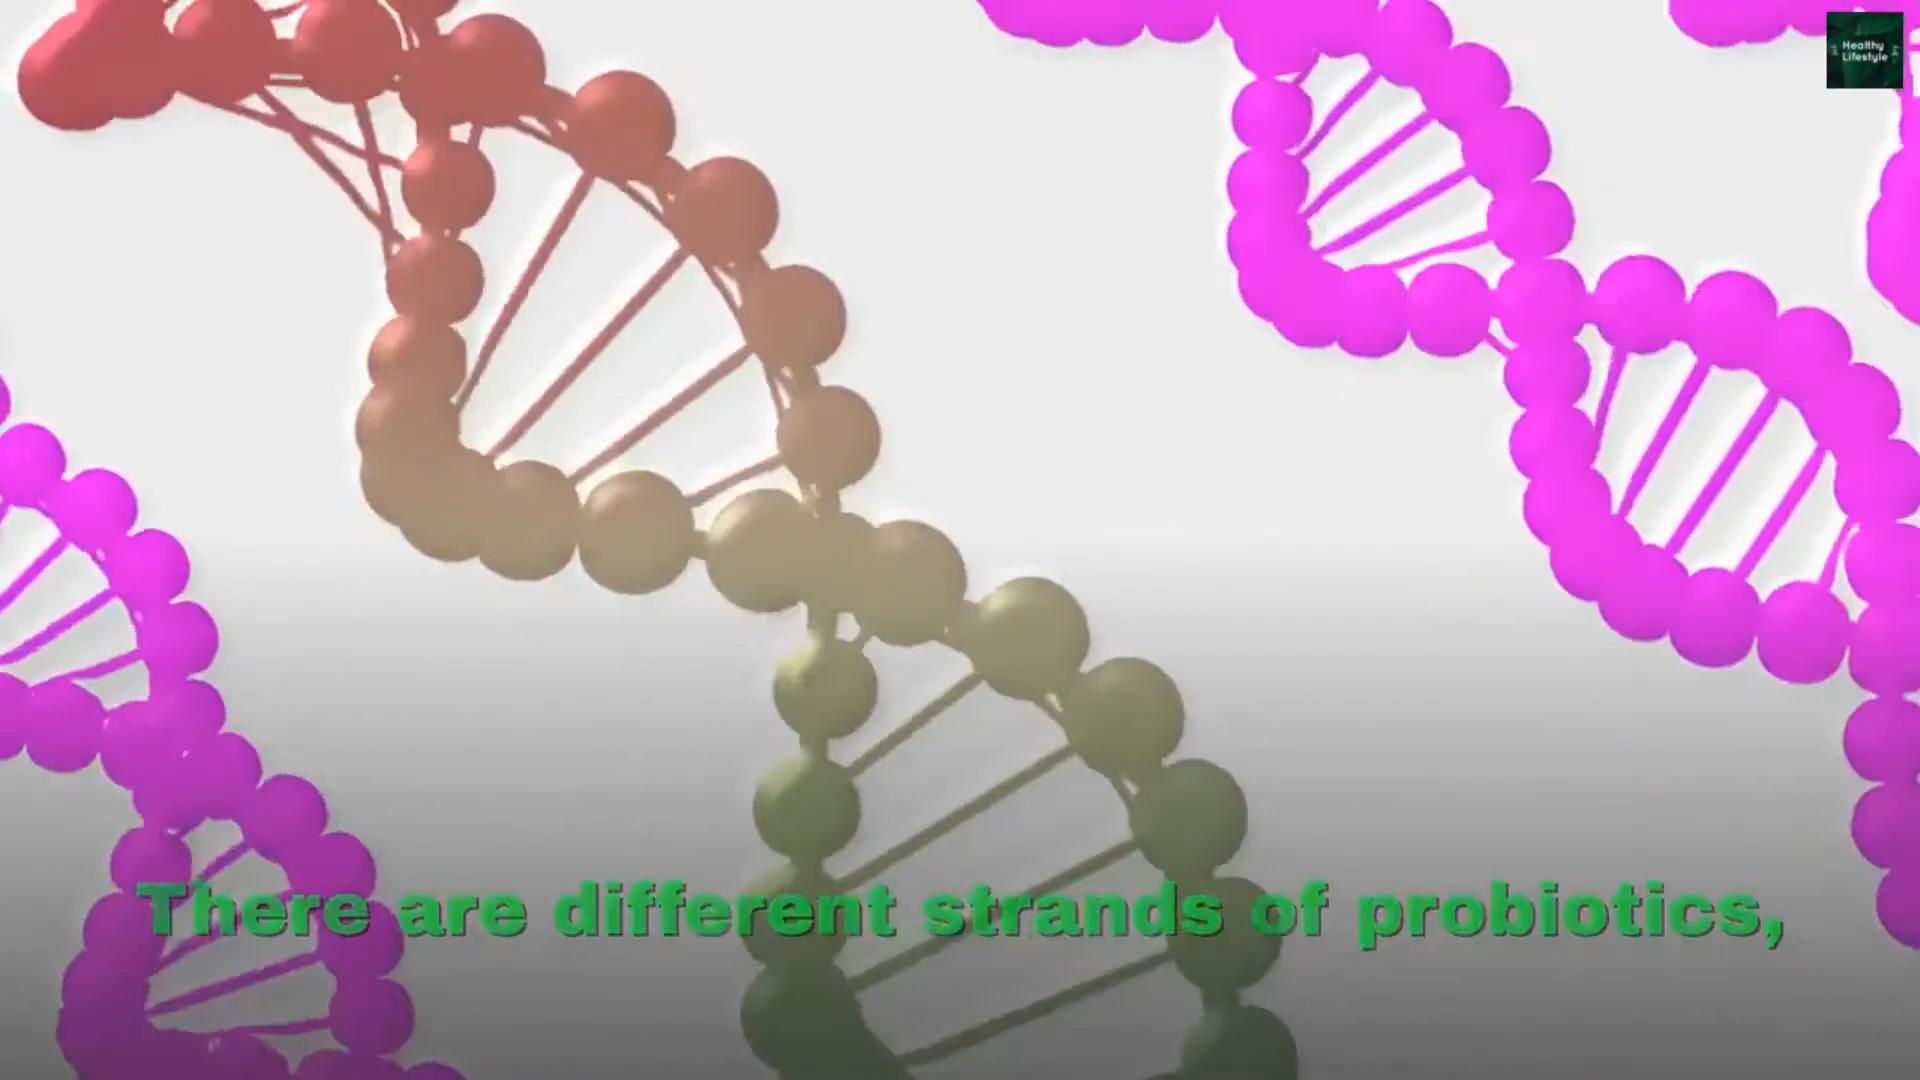 Healthy
Lifestyle
There are different strands of probiotics,